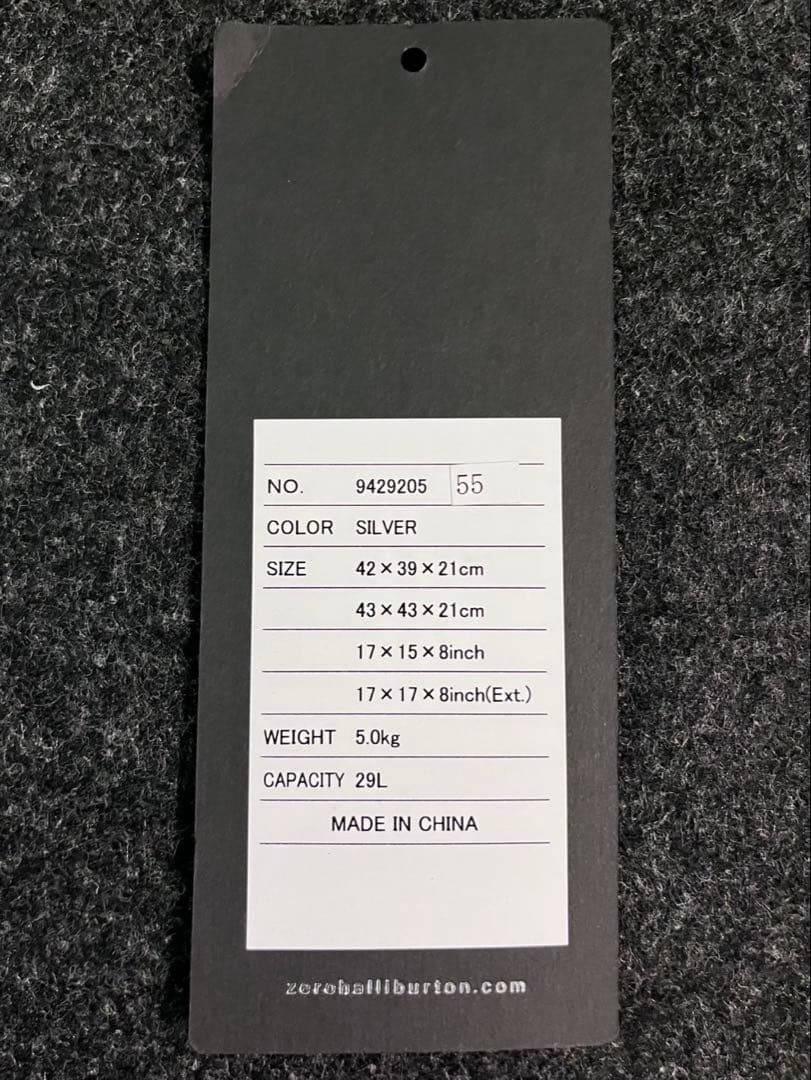 NO. 9429205 55
COLOR SILVER
SIZE 42×39×21cm
43×43×21cm
17×15×8inch
17×17×8inch(Ext.)
WEIGHT 5.0kg
CAPACITY 29L
MADE IN CHINA
zerohalliburton.com